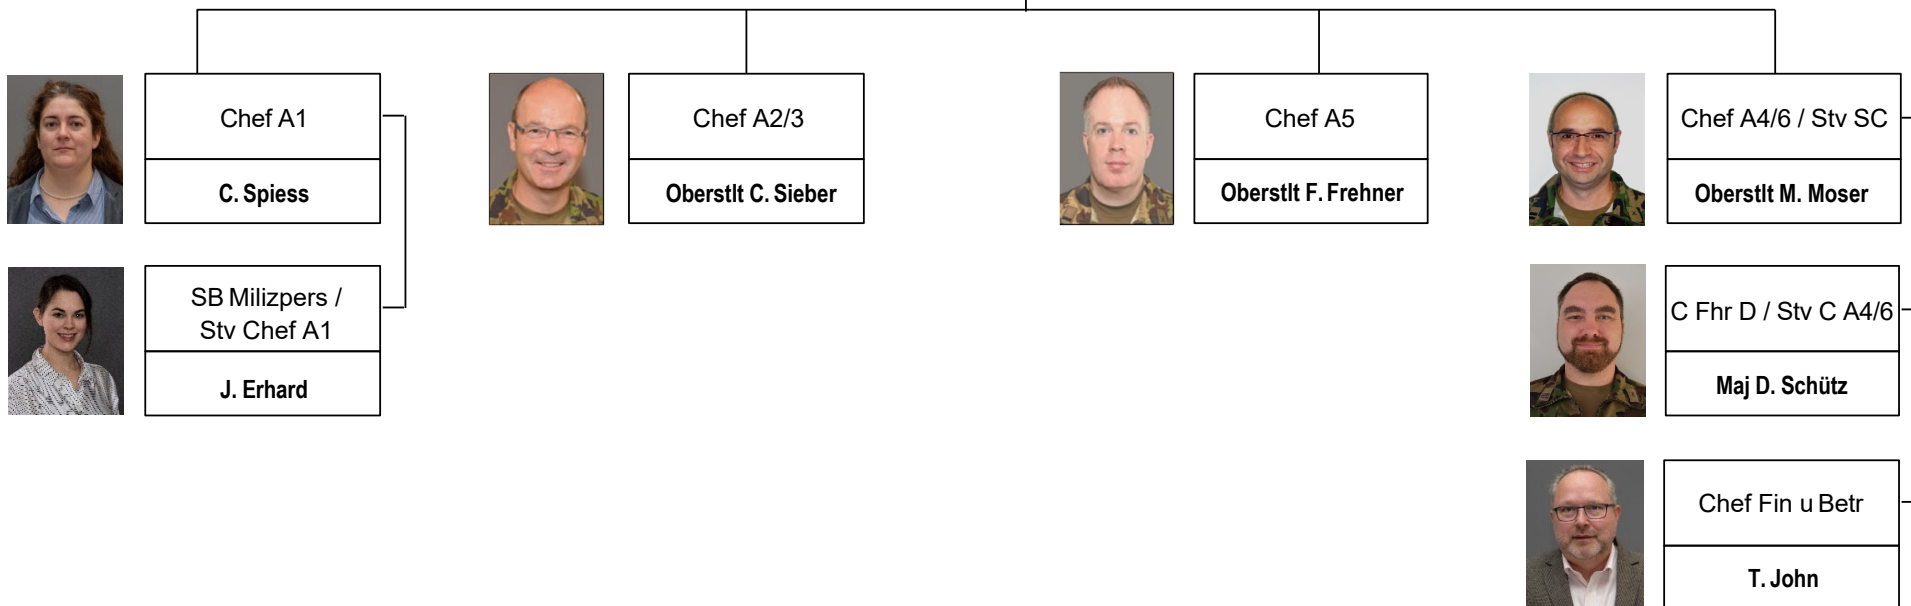 Chef A1
C. Spiess
Chef A2/3
Oberstlt C. Sieber
Chef A5
Oberstlt F. Frehner
Chef A4/6 / Stv SC
Oberstlt M. Moser
SB Milizpers /
Stv Chef A1
J. Erhard
C Fhr D / Stv C A4/6
Maj D. Schütz
Chef Fin u Betr
T. John